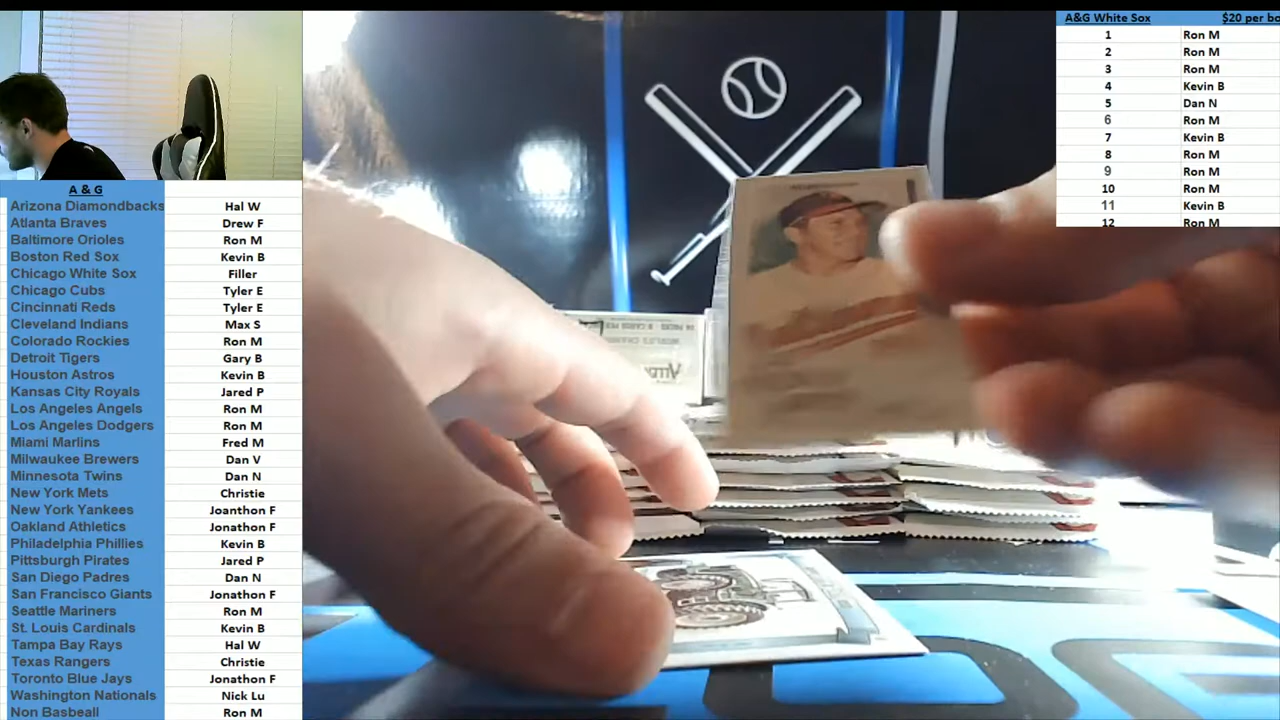 A & G
Arizona Diamondbacks Hal W
Atlanta Braves Drew F
Baltimore Orioles Ron M
Boston Red Sox Kevin B
Chicago White Sox Filler
Chicago Cubs Tyler E
Cincinnati Reds Tyler E
Cleveland Indians Max S
Colorado Rockies Ron M
Detroit Tigers Gary B
Houston Astros Kevin B
Kansas City Royals Jared P
Los Angeles Angels Ron M
Los Angeles Dodgers Ron M
Miami Marlins Fred M
Milwaukee Brewers Dan V
Minnesota Twins Dan N
New York Mets Christie
New York Yankees Joanthon F
Oakland Athletics Jonathon F
Philadelphia Phillies Kevin B
Pittsburgh Pirates Jared P
San Diego Padres Dan N
San Francisco Giants Jonathon F
Seattle Mariners Ron M
St. Louis Cardinals Kevin B
Tampa Bay Rays Hal W
Texas Rangers Christie
Toronto Blue Jays Jonathon F
Washington Nationals Nick Lu
Non Basbeall Ron M
A&G White Sox $20 per bo
1 Ron M
2 Ron M
3 Ron M
4 Kevin B
5 Dan N
6 Ron M
7 Kevin B
8 Ron M
9 Ron M
10 Ron M
11 Kevin B
12 Ron M